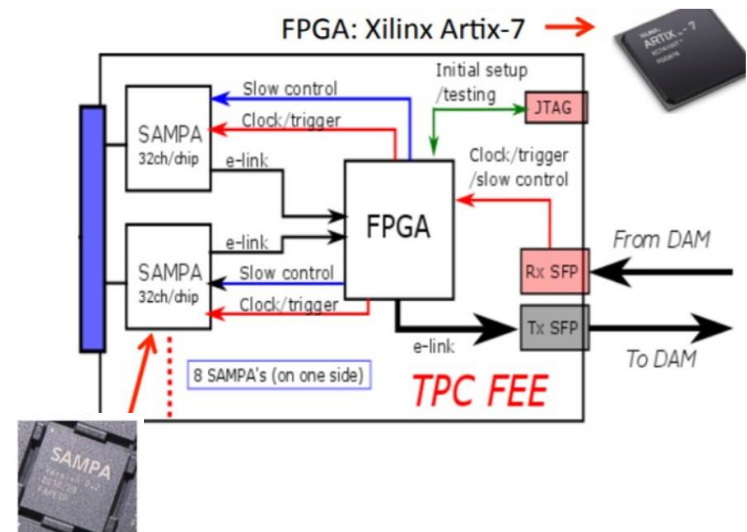 FPGA: Xilinx Artix-7
ARTIX -7
Slow control
Clock/trigger
SAMPA
32ch/chip
e-link
Initial setup
/testing
JTAG
Clock/trigger
/slow control
FPGA
e-link
SAMPA
32ch/chip
Slow control
Clock/trigger
From DAM
Rx SFP
Tx SFP
e-link
To DAM
8 SAMPA's (on one side)
TPC FEE
SAMPA